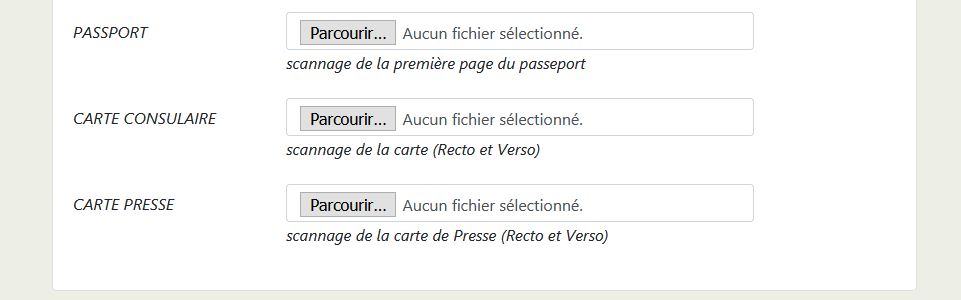 PASSPORT
Parcourir... Aucun fichier sélectionné.
scannage de la première page du passeport
CARTE CONSULAIRE
Parcourir... Aucun fichier sélectionné.
scannage de la carte (Recto et Verso)
CARTE PRESSE
Parcourir... Aucun fichier sélectionné.
scannage de la carte de Presse (Recto et Verso)